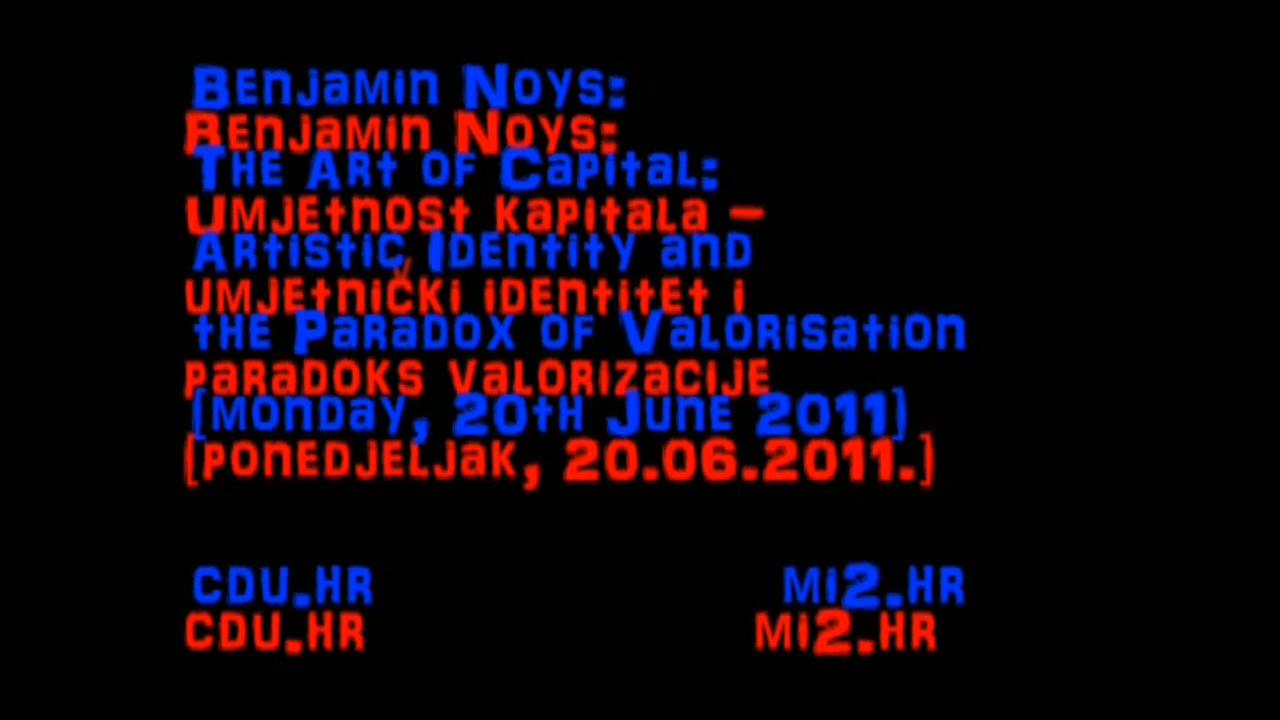 Benjamin Noys:
Benjamin Noys:
The Art of Capital:
Umjetnost kapitala –
Artistic Identity and
umjetnički identitet i
the Paradox of Valorisation
paradoks valorizacije
(Monday, 20th June 2011)
(ponedjeljak, 20.06.2011.)
CDU.HR MI2.HR
CDU.HR MI2.HR